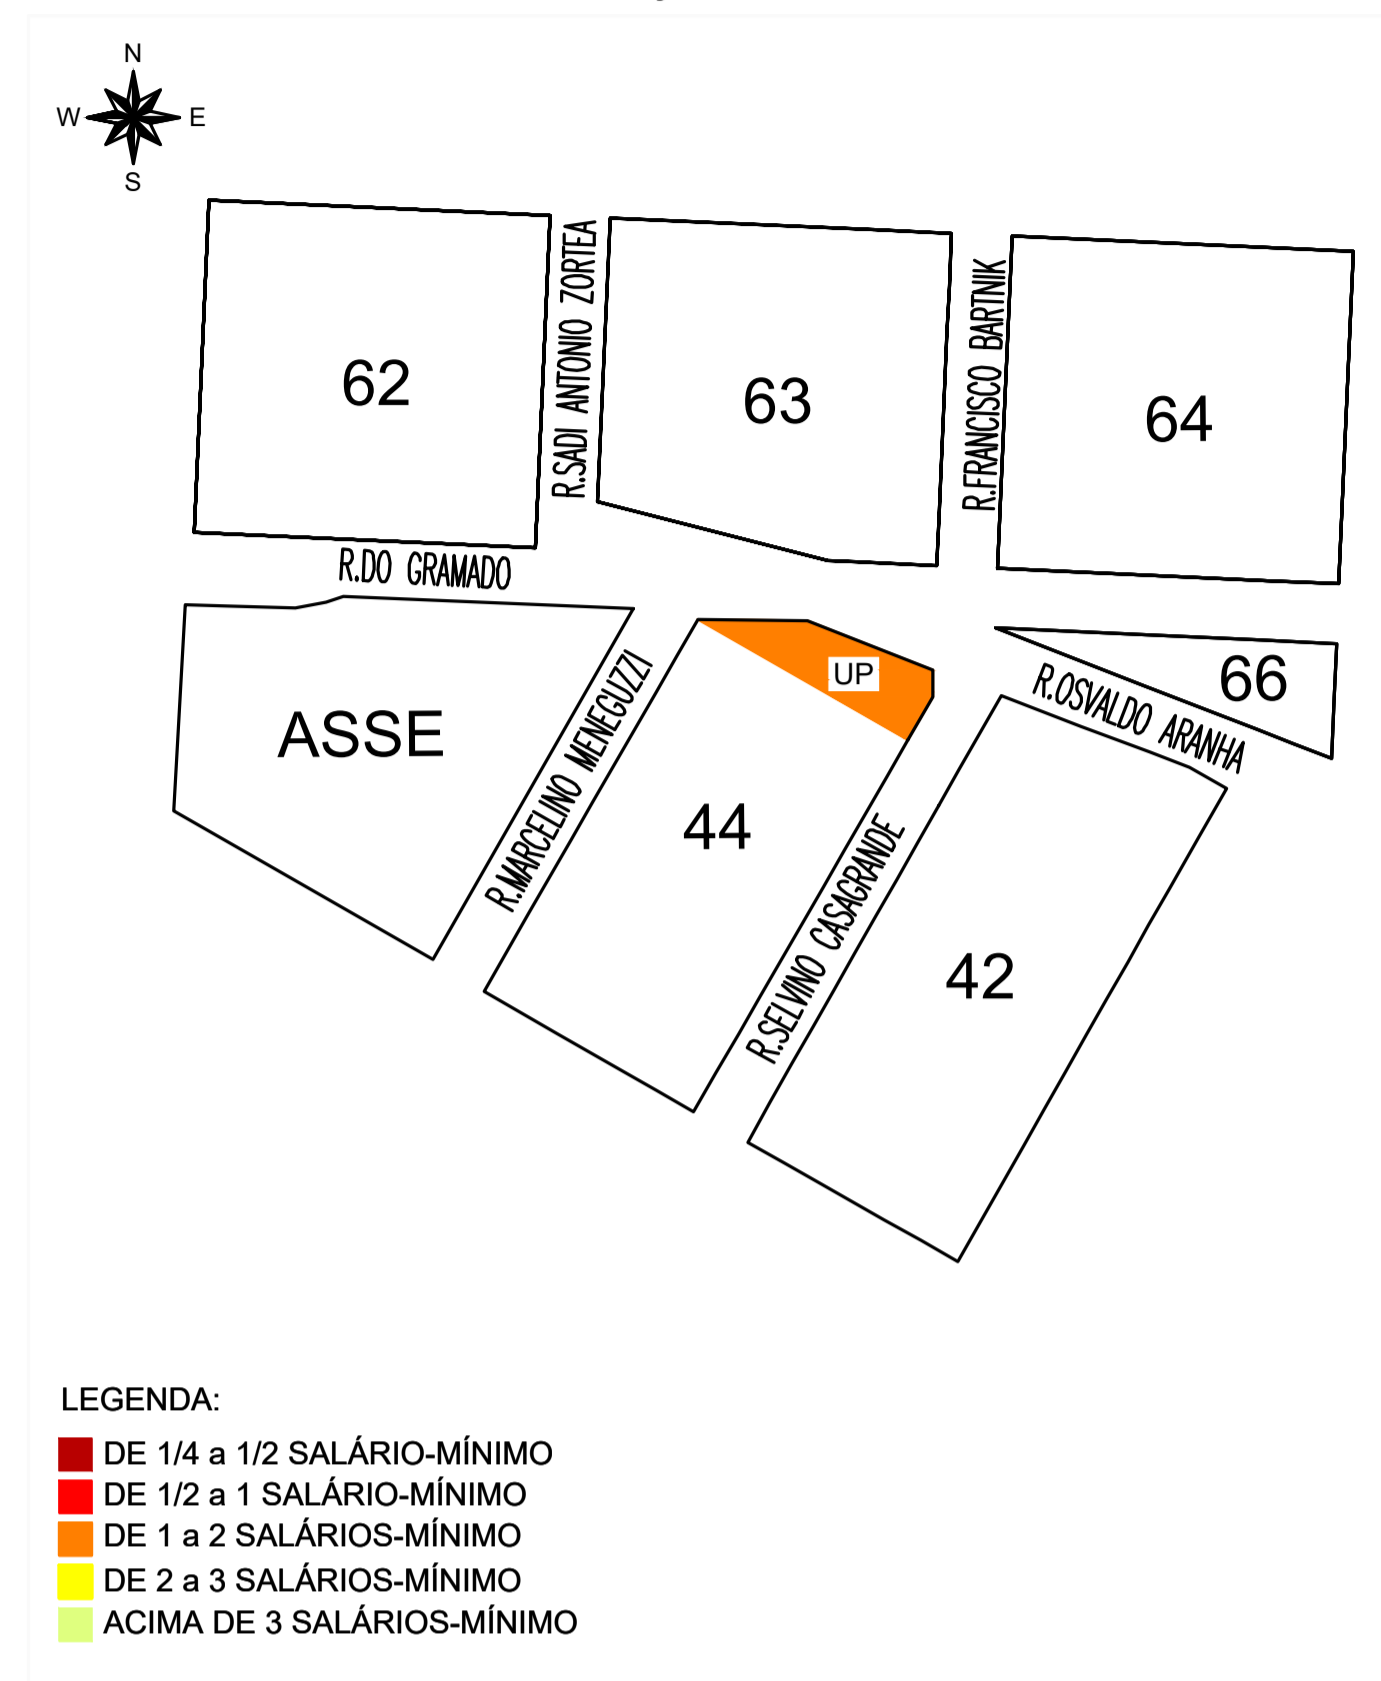 N
W E
S
R.SADI ANTONIO ZORTEA
R.FRANCISCO BARTNIK
62
63
64
R.DO GRAMADO
UP
66
R.OSVALDO ARANHA
ASSE
R.MARCELINO MENEGUZZI
44
R.SELVINO CASAGRANDE
42
LEGENDA:
DE 1/4 a 1/2 SALÁRIO-MÍNIMO
DE 1/2 a 1 SALÁRIO-MÍNIMO
DE 1 a 2 SALÁRIOS-MÍNIMO
DE 2 a 3 SALÁRIOS-MÍNIMO
ACIMA DE 3 SALÁRIOS-MÍNIMO